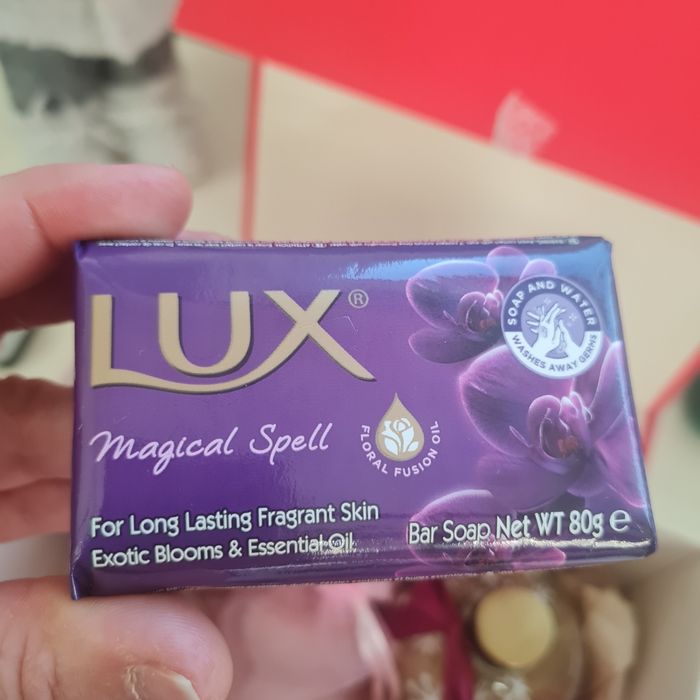 LUX®
SOAP AND WATER
WASHES AWAY GERMS
Magical Spell
FLORAL FUSION OIL
For Long Lasting Fragrant Skin
Exotic Blooms & Essential Oil
Bar Soap Net WT 80g e